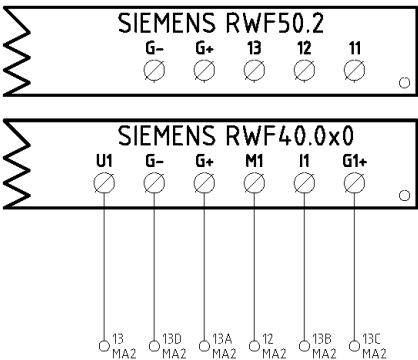 SIEMENS RWF50.2
G- G+ 13 12 11
SIEMENS RWF40.0x0
U1 G- G+ M1 I1 G1+
13 13D 13A 12 13B 13C
MA2 MA2 MA2 MA2 MA2 MA2